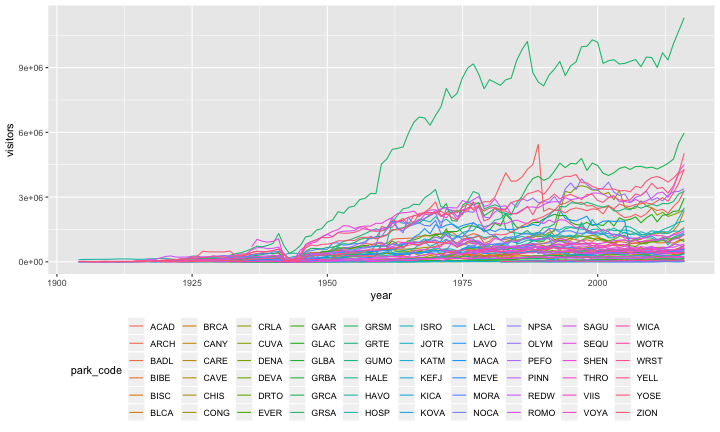 9e+06
6e+06
3e+06
0e+00
visitors
1900 1925 1950 1975 2000
year
park_code
ACAD BRCA CRLA GAAR GRSM ISRO LACL NPSA SAGU WICA
ARCH CANY CUVA GLAC GRTE JOTR LAVO OLYM SEQU WOTR
BADL CARE DENA GLBA GUMO KATM MACA PEFO SHEN WRST
BIBE CAVE DEVA GRBA HALE KEFJ MEVE PINN THRO YELL
BISC CHIS DRTO GRCA HAVO KICA MORA REDW VIIS YOSE
BLCA CONG EVER GRSA HOSP KOVA NOCA ROMO VOYA ZION